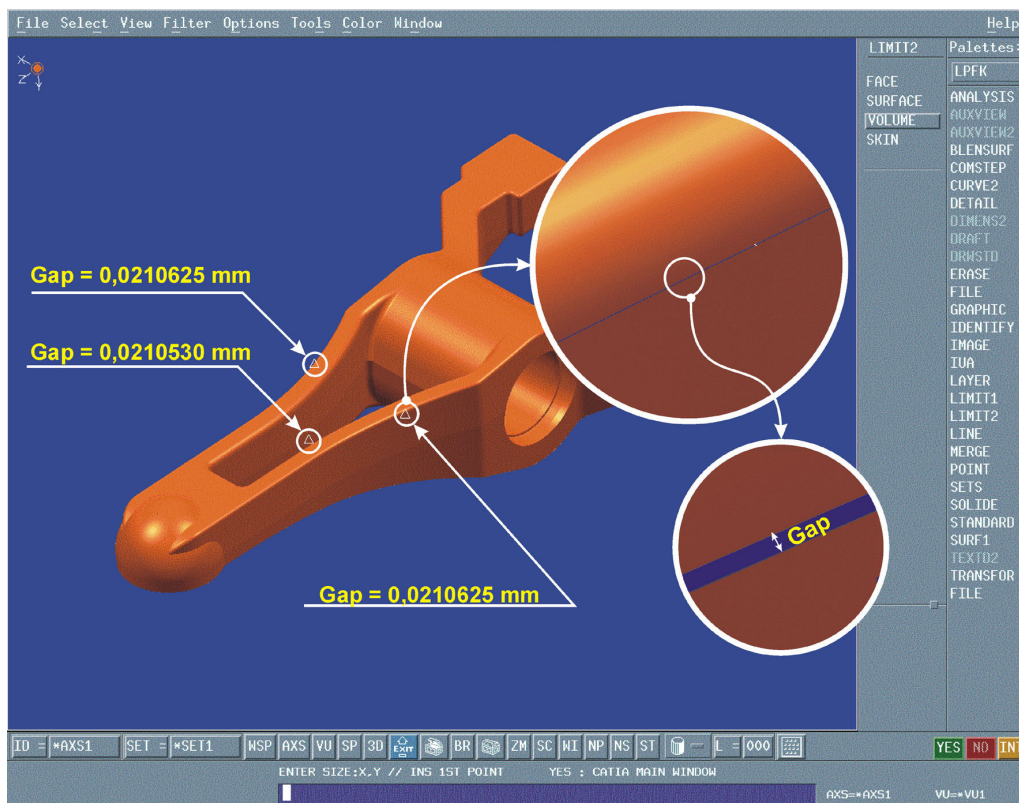 File Select View Filter Options Tools Color Window Help
LIMIT2
FACE
SURFACE
VOLUME
SKIN
Palettes:
LPFK
ANALYSIS
AUXVIEW
AUXVIEW2
BLENSURF
COMSTEP
CURVE2
DETAIL
DIMENS2
DRAFT
DRWSTD
ERASE
FILE
GRAPHIC
IDENTIFY
IMAGE
IUA
LAYER
LIMIT1
LIMIT2
LINE
MERGE
POINT
SETS
SOLIDE
STANDARD
SURF1
TEXTD2
TRANSFOR
FILE
X
Z
Y
Gap = 0,0210625 mm
Gap = 0,0210530 mm
Gap = 0,0210625 mm
Gap
ID = *AXS1 SET = *SET1 WSP AXS VU SP 3D EXIT BR ZM SC WI NP NS ST L = 000 YES NO INT
ENTER SIZE:X,Y // INS 1ST POINT YES : CATIA MAIN WINDOW
AXS=*AXS1 VU=*VU1